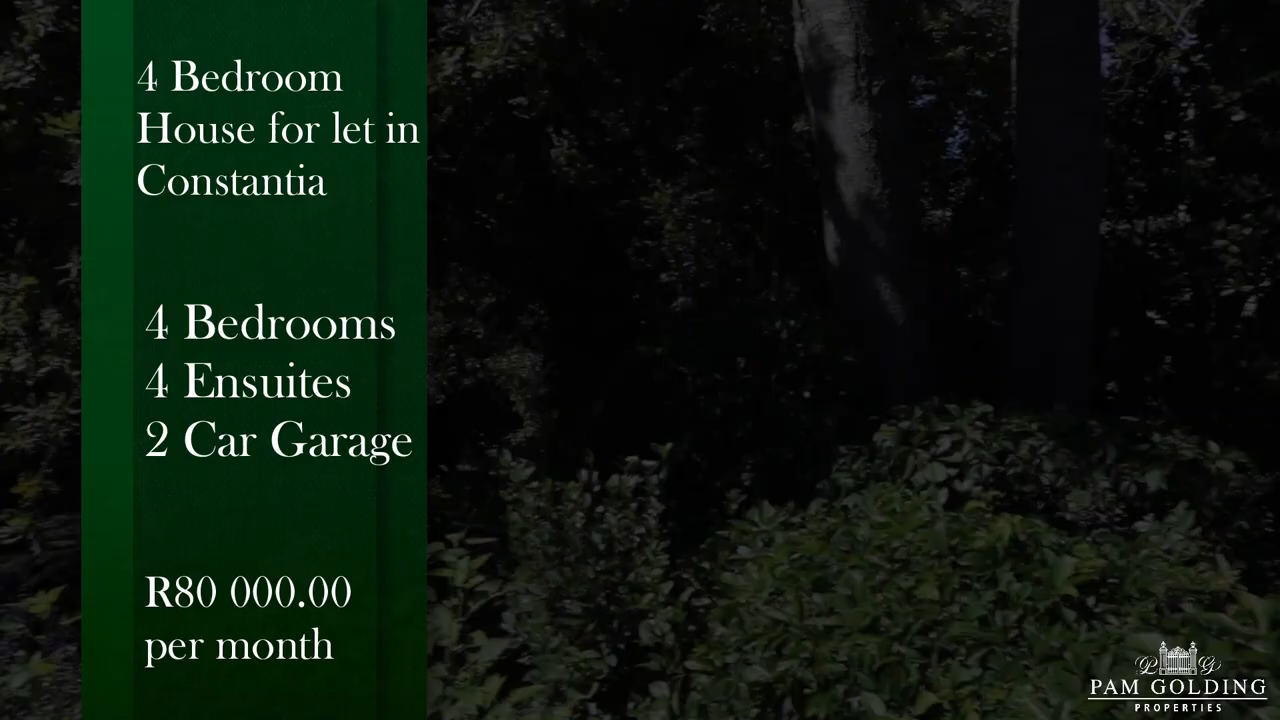 4 Bedroom
House for let in
Constantia
4 Bedrooms
4 Ensuites
2 Car Garage
R80 000.00
per month
P G
PAM GOLDING
PROPERTIES